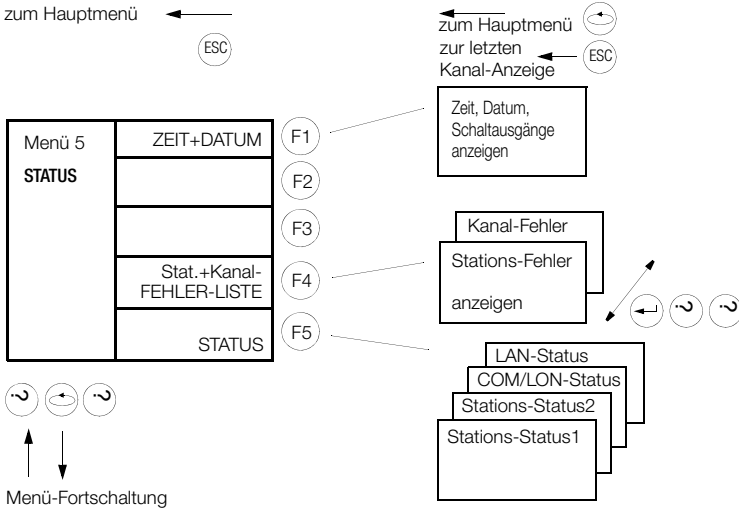 zum Hauptmenü
ESC
zum Hauptmenü
zur letzten
Kanal-Anzeige
ESC
Menü 5
STATUS
ZEIT+DATUM
F1
F2
F3
Stat.+Kanal-
FEHLER-LISTE
F4
STATUS
F5
Zeit, Datum,
Schaltausgänge
anzeigen
Kanal-Fehler
Stations-Fehler
anzeigen
? ?
LAN-Status
COM/LON-Status
Stations-Status2
Stations-Status1
? ?
Menü-Fortschaltung